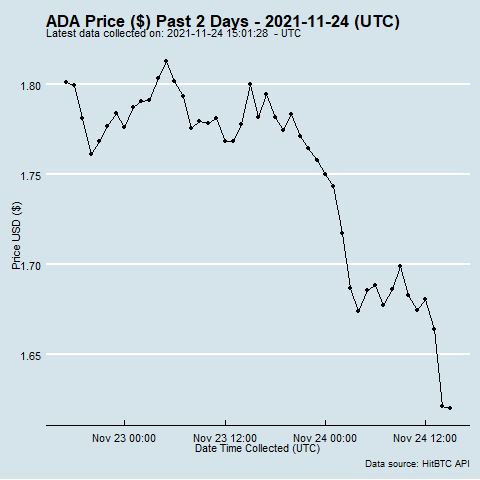 ADA Price ($) Past 2 Days - 2021-11-24 (UTC)
Latest data collected on: 2021-11-24 15:01:28  - UTC
1.80
1.75
1.70
1.65
Price USD ($)
Nov 23 00:00 Nov 23 12:00 Nov 24 00:00 Nov 24 12:00
Date Time Collected (UTC)
Data source: HitBTC API